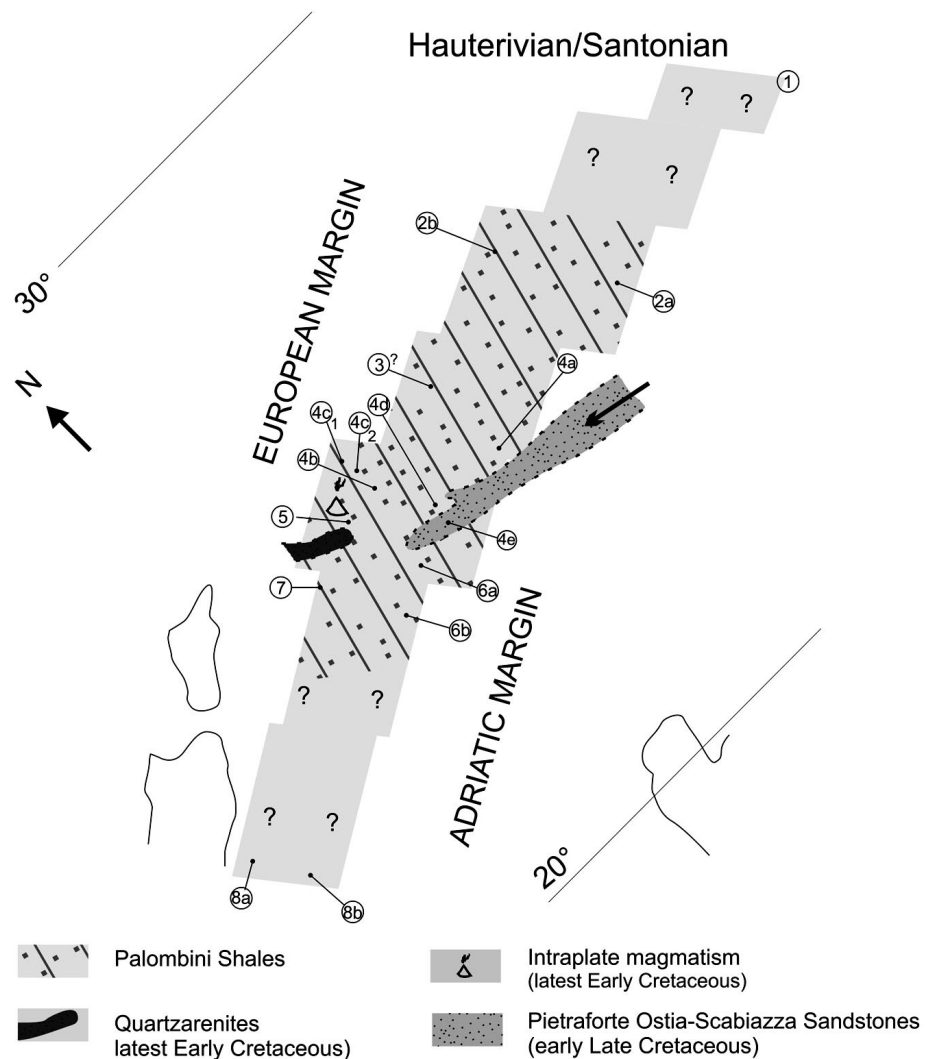 Hauterivian/Santonian
1
? ?
? ?
EUROPEAN MARGIN
2b
30°
2a
N
3?
4a
4c1
4c2
4d
4b
5
4e
7
6a
6b
? ?
ADRIATIC MARGIN
? ?
20°
8a
8b
Palombini Shales
Intraplate magmatism
(latest Early Cretaceous)
Quartzarenites
latest Early Cretaceous)
Pietraforte Ostia-Scabiazza Sandstones
(early Late Cretaceous)